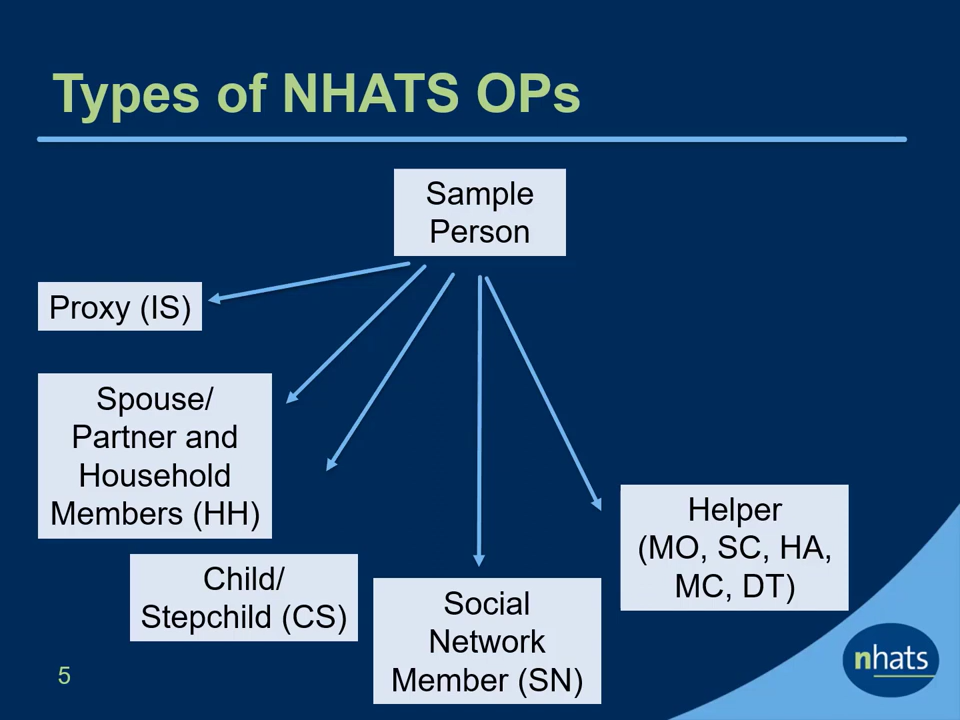 Types of NHATS OPs
Sample
Person
Proxy (IS)
Spouse/
Partner and
Household
Members (HH)
Child/
Stepchild (CS)
Social
Network
Member (SN)
Helper
(MO, SC, HA,
MC, DT)
5
nhats